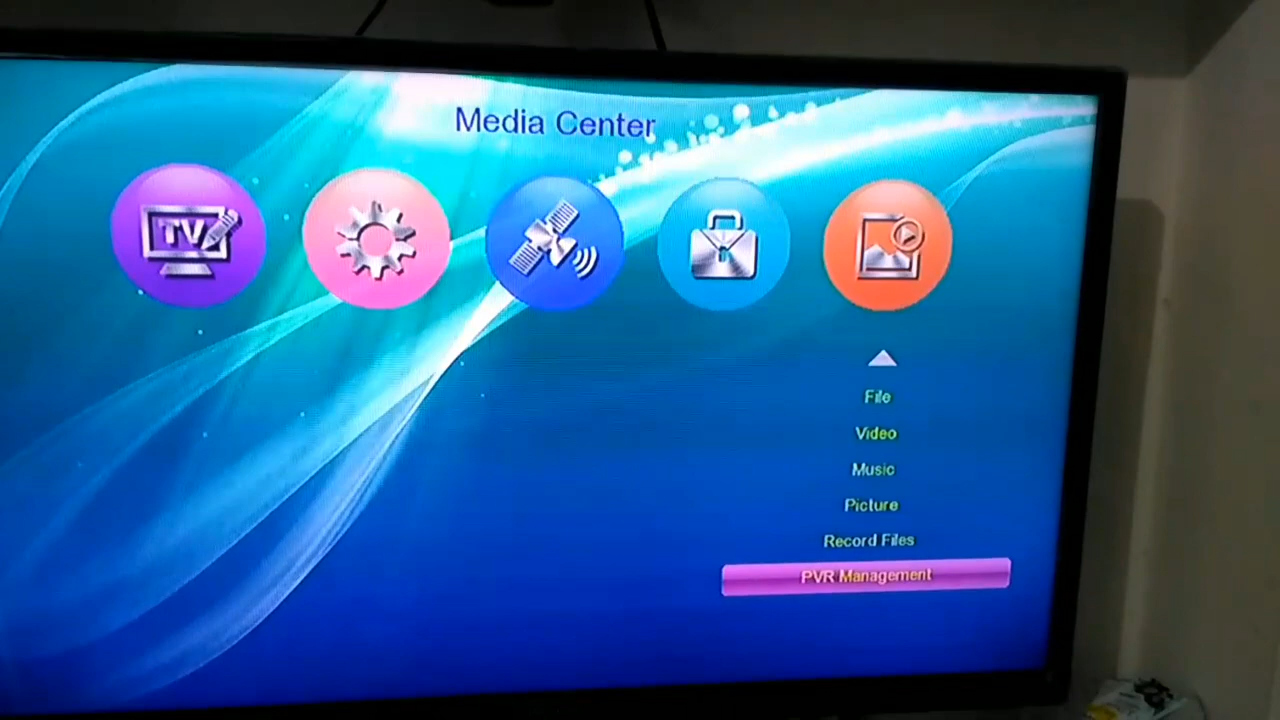 Media Center
TV
File
Video
Music
Picture
Record Files
PVR Management